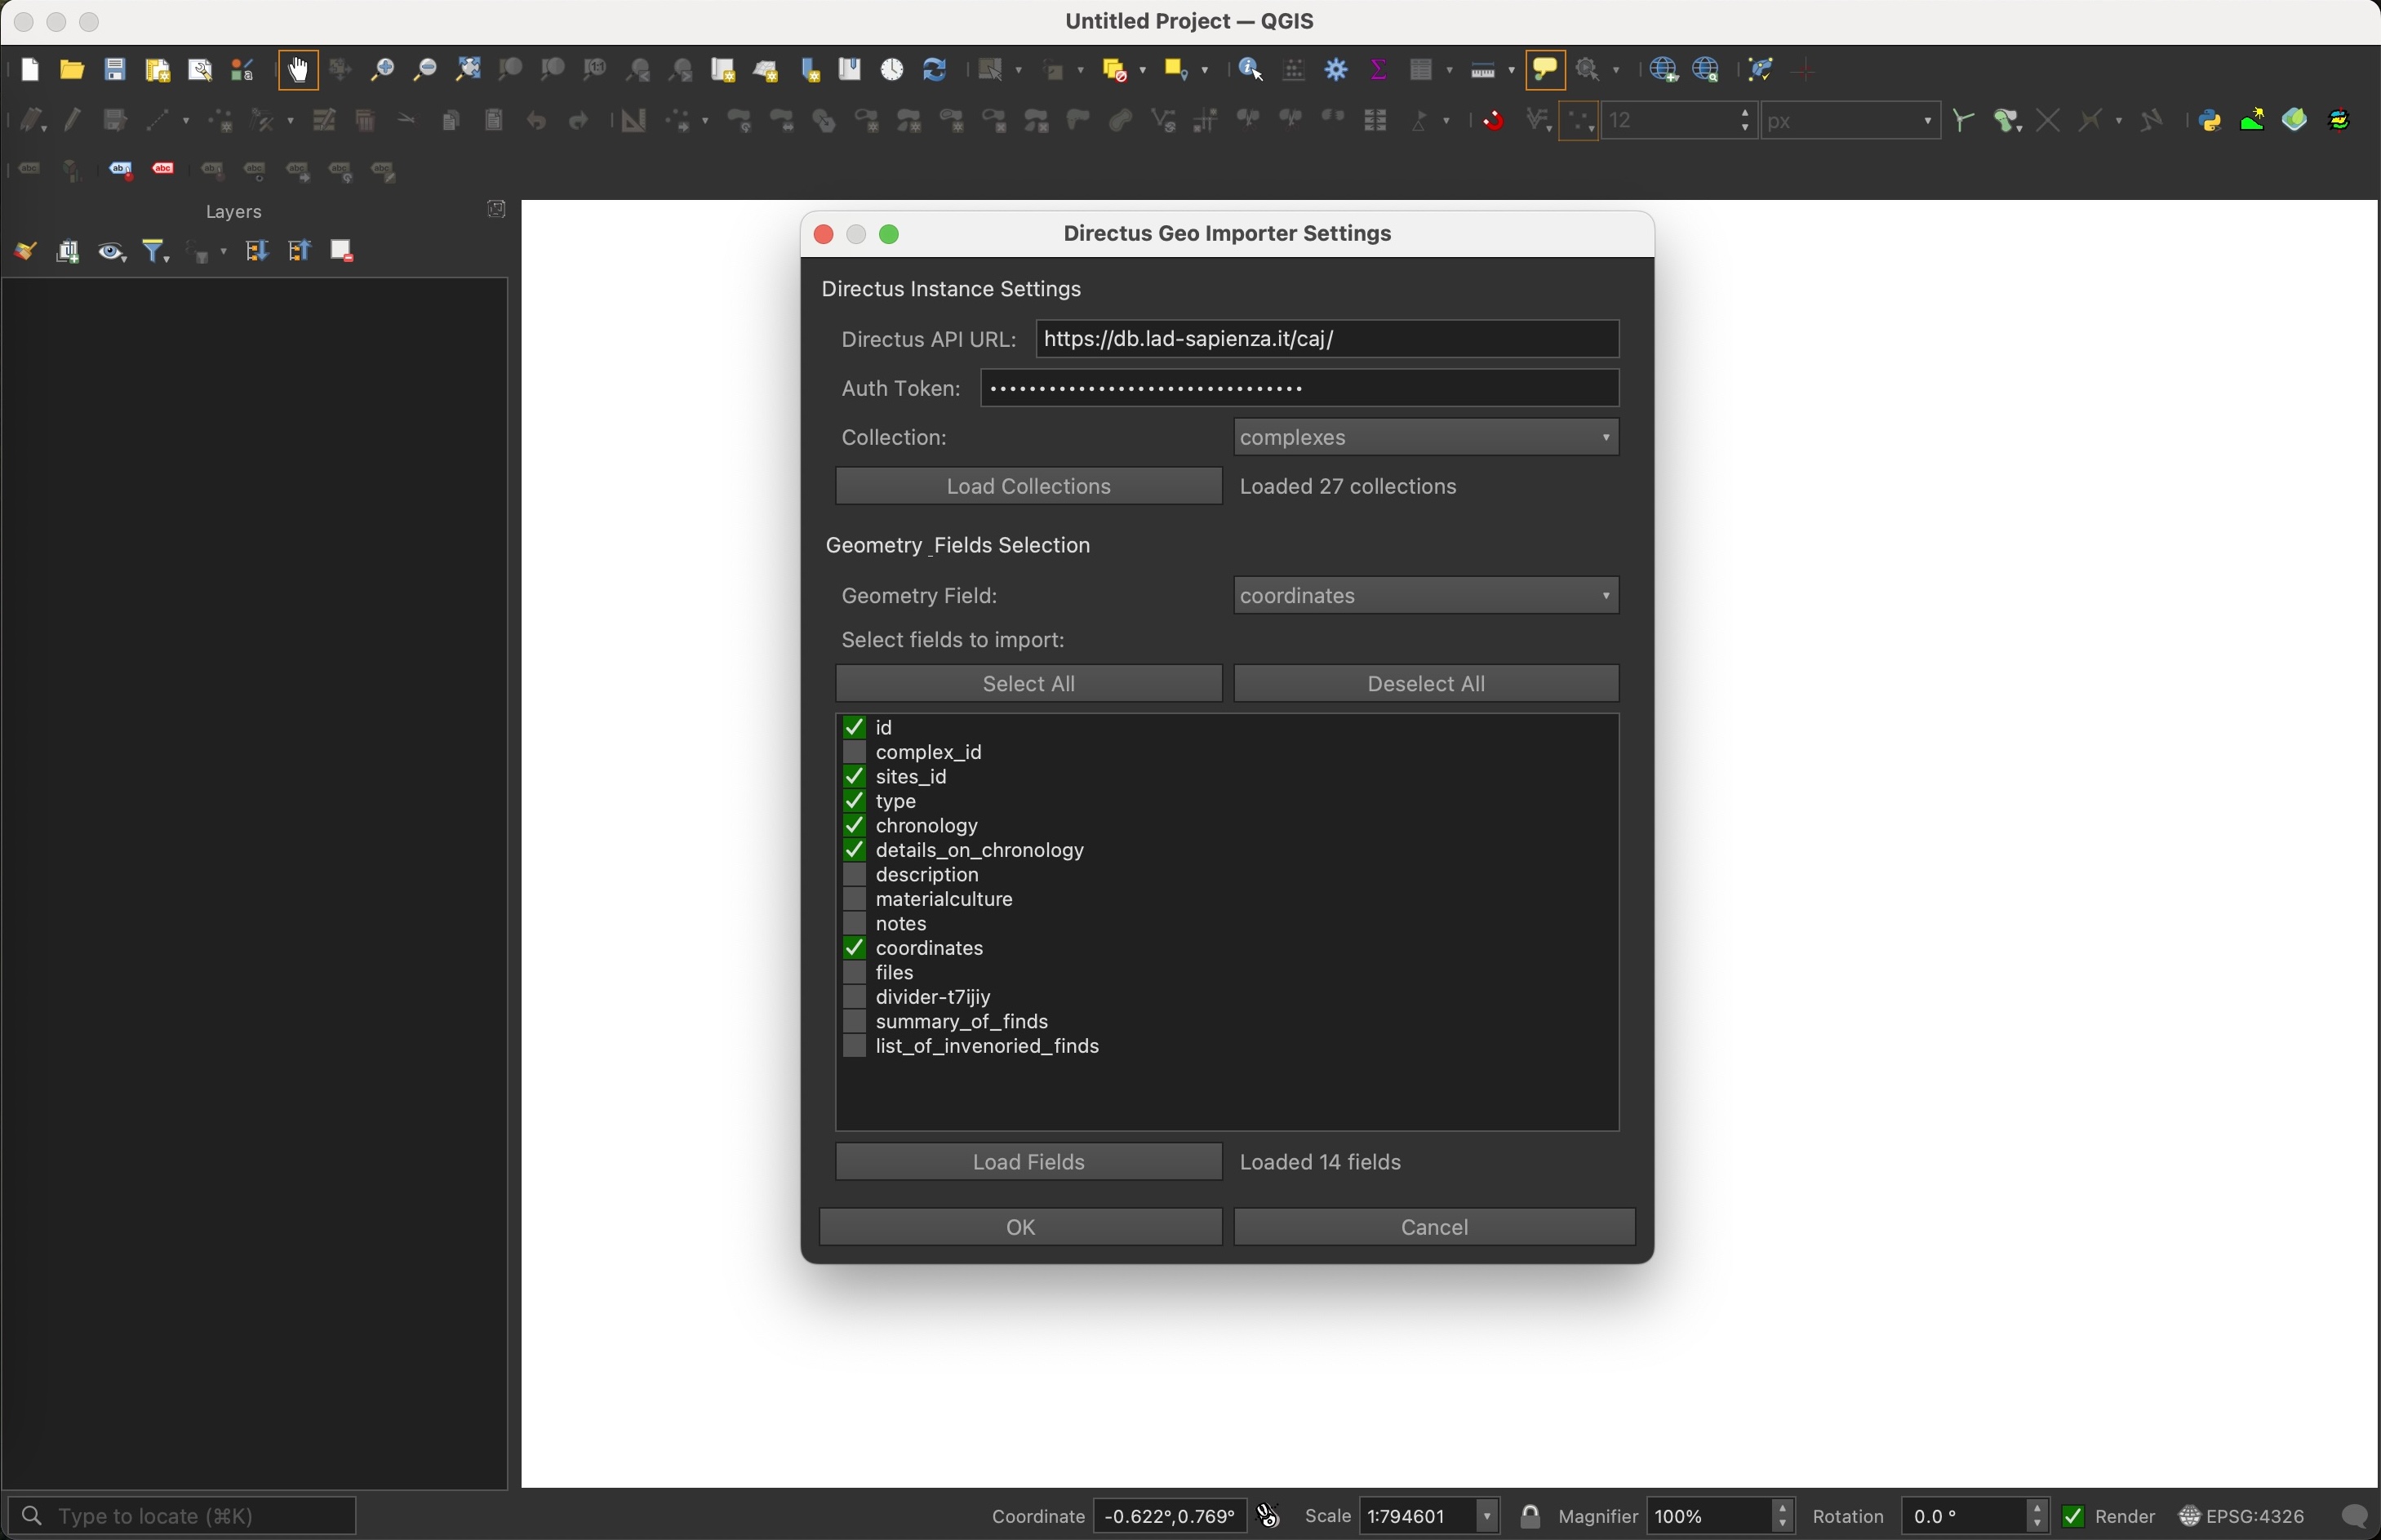 Untitled Project — QGIS
12
px
Layers
Directus Geo Importer Settings
Directus Instance Settings
Directus API URL: https://db.lad-sapienza.it/caj/
Auth Token: ••••••••••••••••••••••••••••••••
Collection: complexes
Load Collections Loaded 27 collections
Geometry _Fields Selection
Geometry Field: coordinates
Select fields to import:
Select All Deselect All
id
complex_id
sites_id
type
chronology
details_on_chronology
description
materialculture
notes
coordinates
files
divider-t7ijiy
summary_of_finds
list_of_invenoried_finds
Load Fields Loaded 14 fields
OK Cancel
Type to locate (⌘K) Coordinate -0.622°,0.769° Scale 1:794601 Magnifier 100% Rotation 0.0 ° Render EPSG:4326